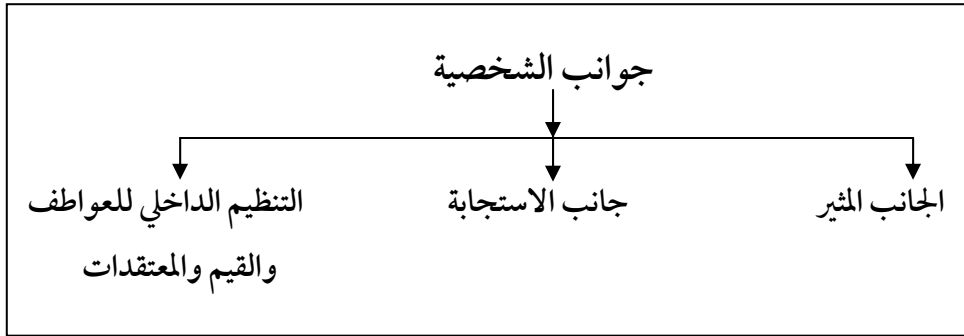 جوانب الشخصية
الجانب المثير
جانب الاستجابة
التنظيم الداخلي للعواطف
والقيم والمعتقدات